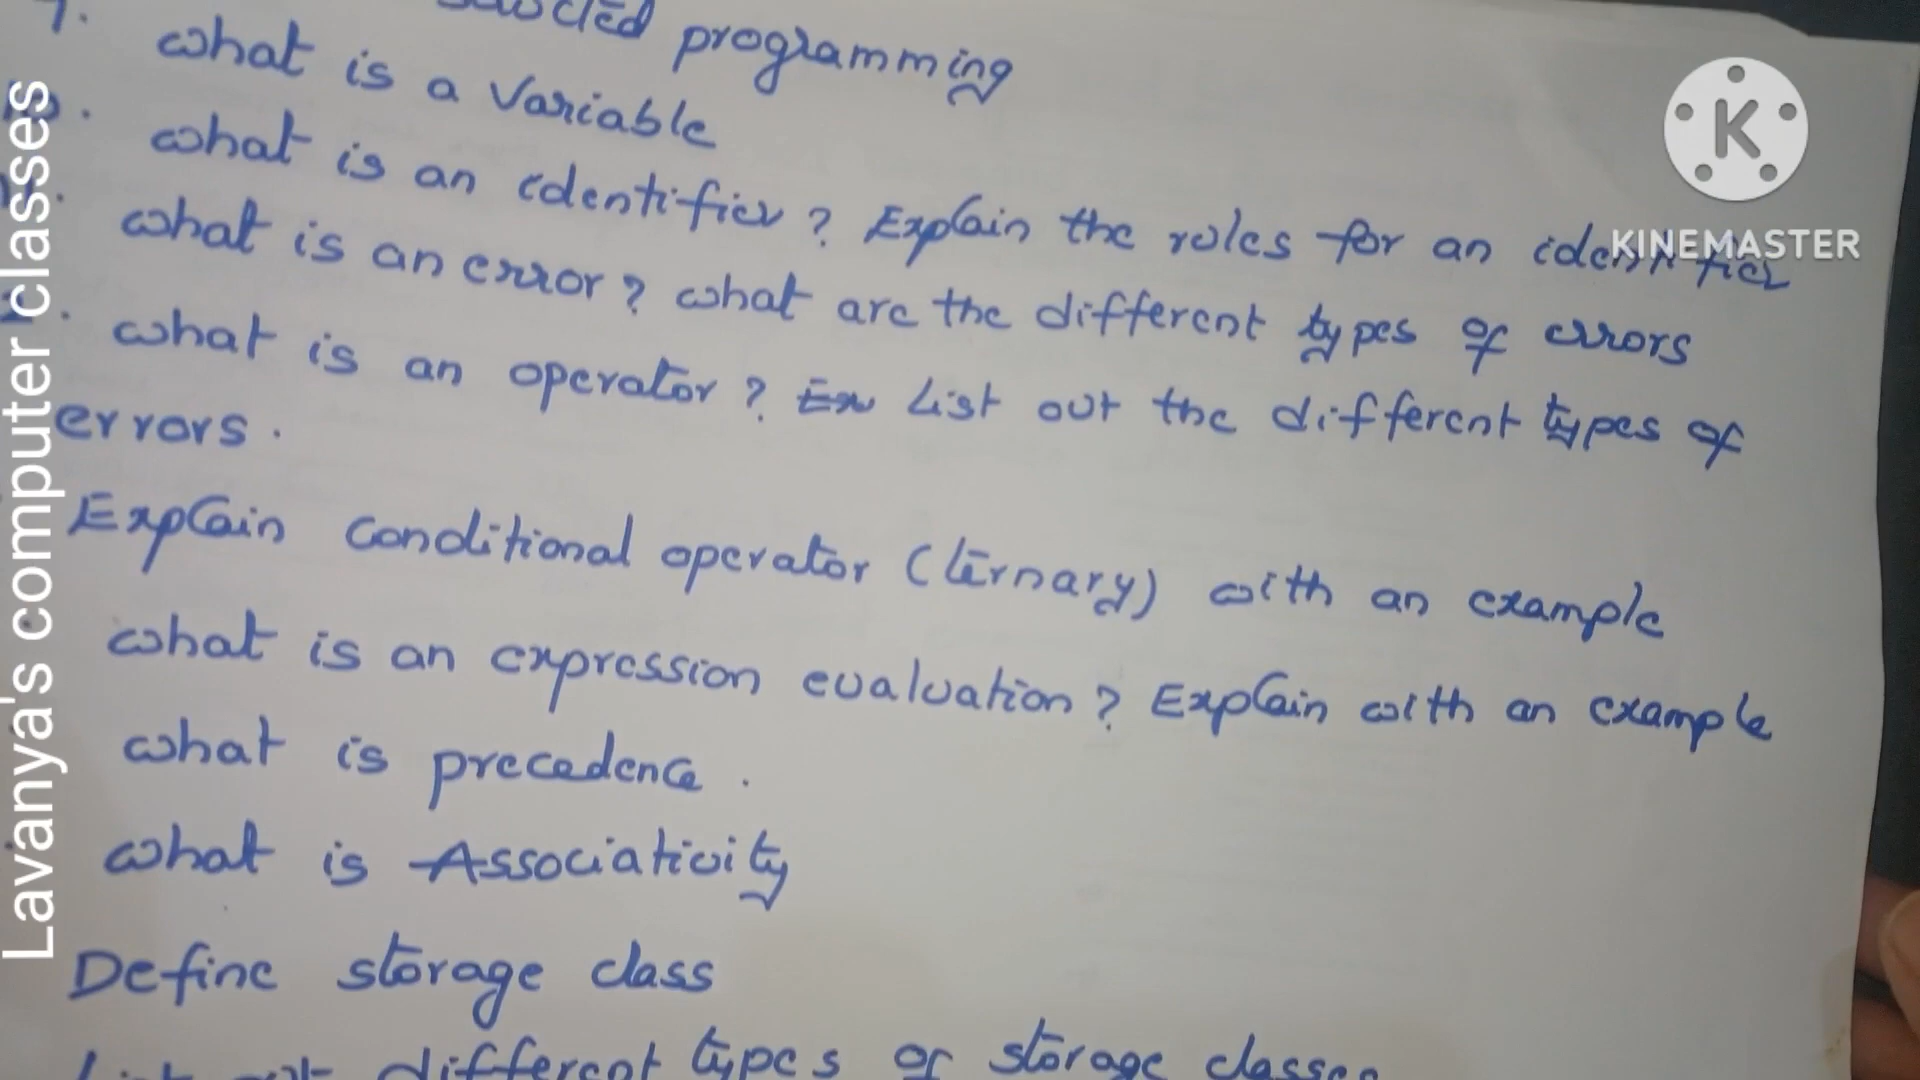 programming
what is a variable
what is an identifier? Explain the rules for an identifier
what is an error? what are the different types of errors
what is an operator? Ex List out the different types of
errors.
Explain conditional operator (ternary) with an example
what is an expression evaluation? Explain with an example
what is precedence.
what is Associativity
Define storage class
different types of storage classes
Lavanya's computer classes
K
KINEMASTER